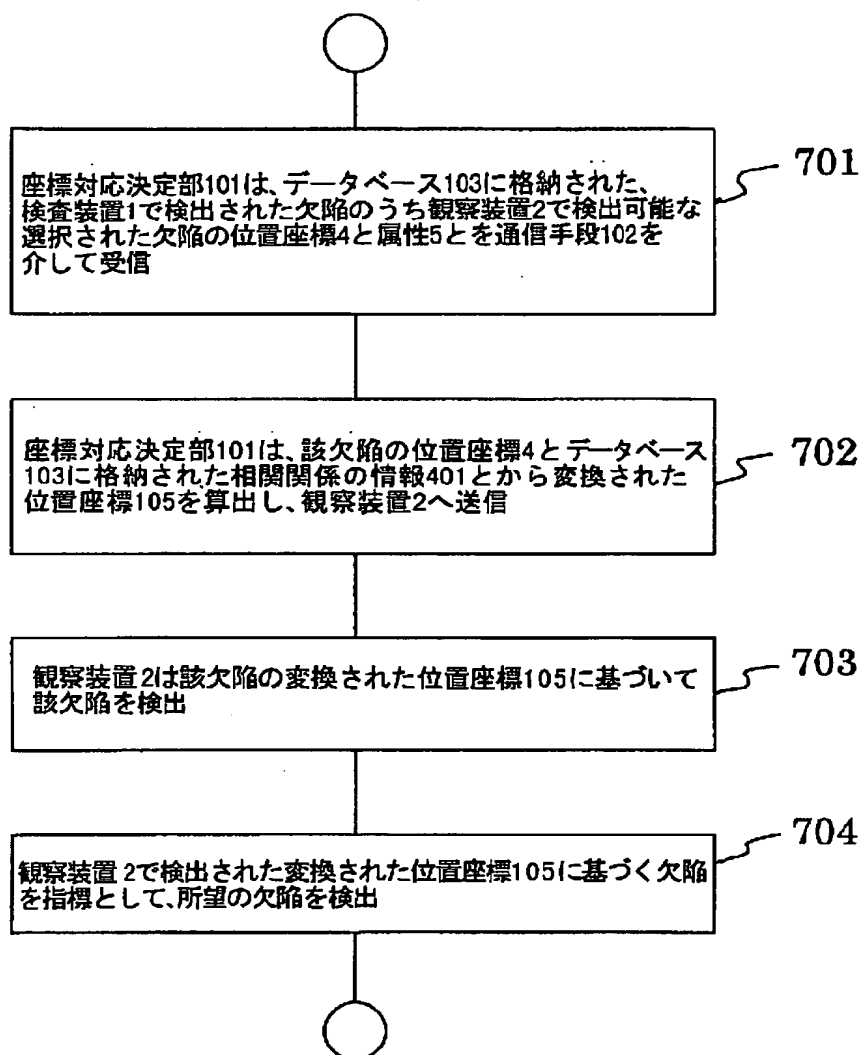 座標対応決定部101は、データベース103に格納された、
検査装置1で検出された欠陥のうち観察装置2で検出可能な
選択された欠陥の位置座標4と属性5とを通信手段102を
介して受信
701
座標対応決定部101は、該欠陥の位置座標4とデータベース
103に格納された相関関係の情報401とから変換された
位置座標105を算出し、観察装置2へ送信
702
観察装置2は該欠陥の変換された位置座標105に基づいて
該欠陥を検出
703
観察装置2で検出された変換された位置座標105に基づく欠陥
を指標として、所望の欠陥を検出
704